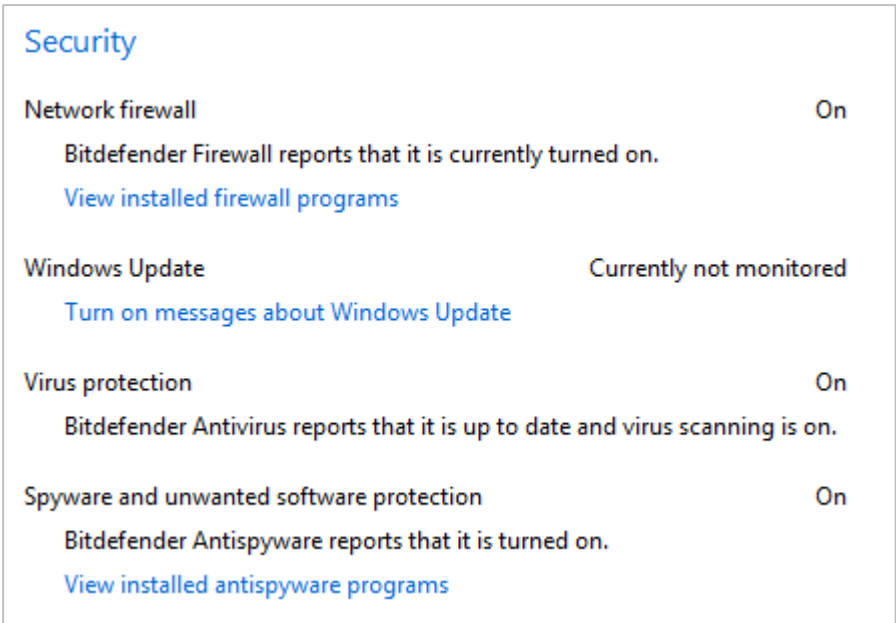 Security
Network firewall On
Bitdefender Firewall reports that it is currently turned on.
View installed firewall programs
Windows Update Currently not monitored
Turn on messages about Windows Update
Virus protection On
Bitdefender Antivirus reports that it is up to date and virus scanning is on.
Spyware and unwanted software protection On
Bitdefender Antispyware reports that it is turned on.
View installed antispyware programs